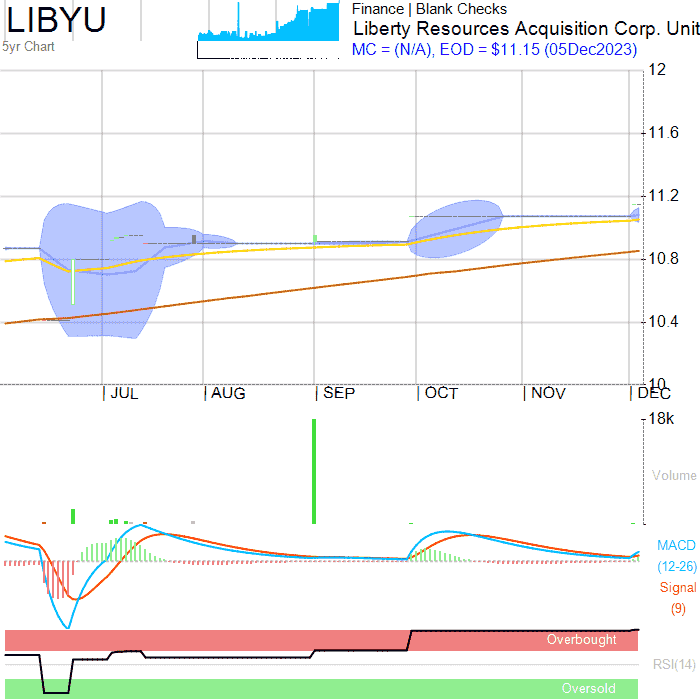 LIBYU
5yr Chart
Finance | Blank Checks
Liberty Resources Acquisition Corp. Unit
MC = (N/A), EOD = $11.15 (05Dec2023)
12
11.6
11.2
10.8
10.4
10
JUL AUG SEP OCT NOV DEC
18k
Volume
MACD
(12-26)
Signal
(9)
Overbought
RSI(14)
Oversold